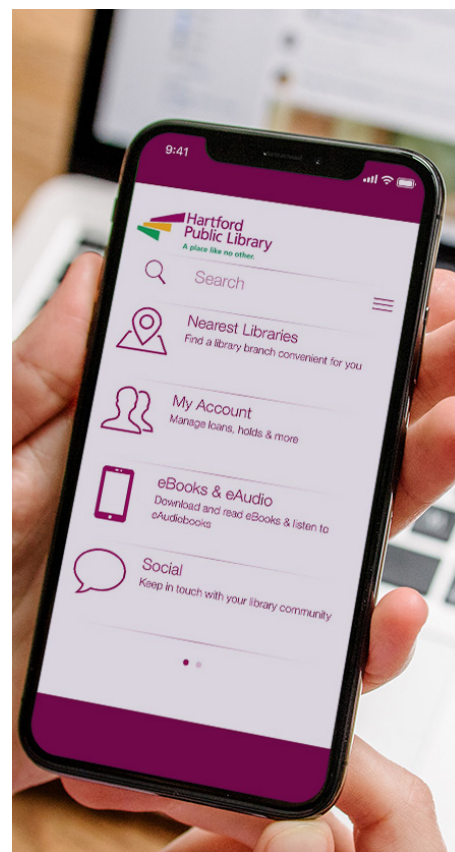 9:41
Hartford
Public Library
A place like no other.
Search
Nearest Libraries
Find a library branch convenient for you
My Account
Manage loans, holds & more
eBooks & eAudio
Download and read eBooks & listen to
eAudiobooks
Social
Keep in touch with your library community